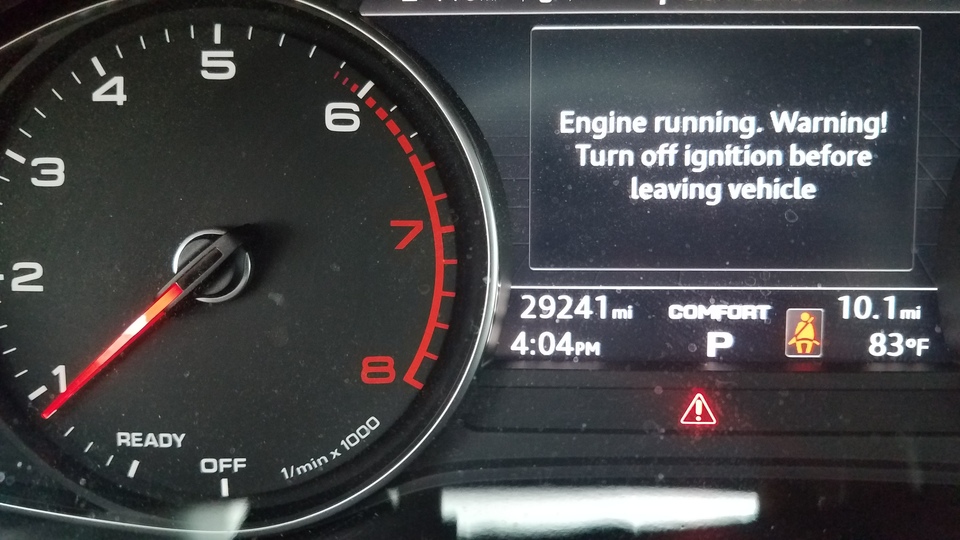 Engine running. Warning!
Turn off ignition before
leaving vehicle
29241mi COMFORT 10.1mi
4:04PM P 83°F
1
2
3
4
5
6
7
8
READY
OFF
1/min x 1000